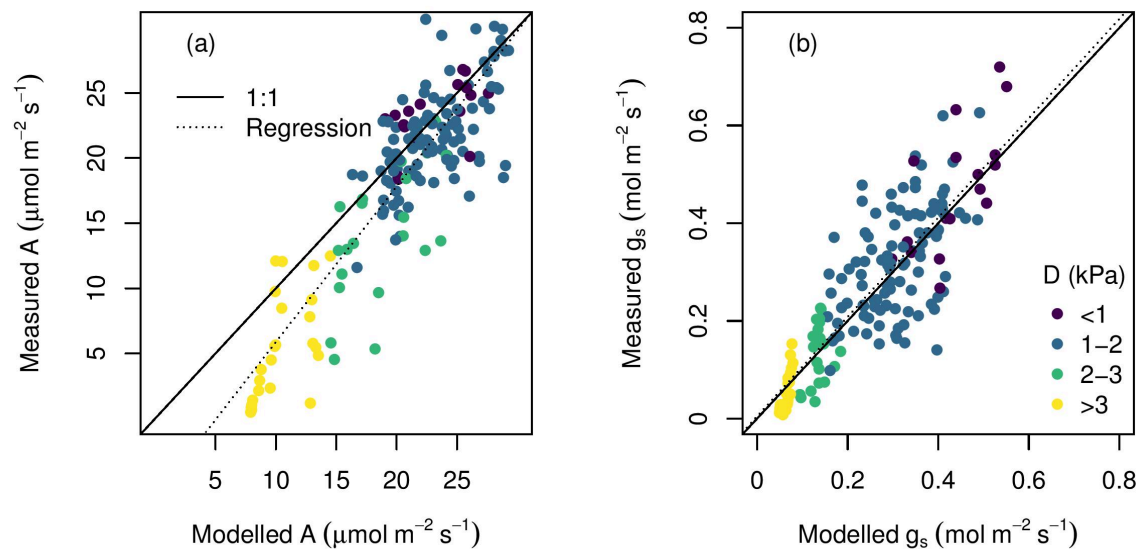 (a)
1:1
Regression
Measured A (μmol m⁻² s⁻¹)
25
20
15
10
5
5 10 15 20 25
Modelled A (μmol m⁻² s⁻¹)
(b)
Measured gₛ (mol m⁻² s⁻¹)
0.8
0.6
0.4
0.2
0
D (kPa)
<1
1−2
2−3
>3
0 0.2 0.4 0.6 0.8
Modelled gₛ (mol m⁻² s⁻¹)